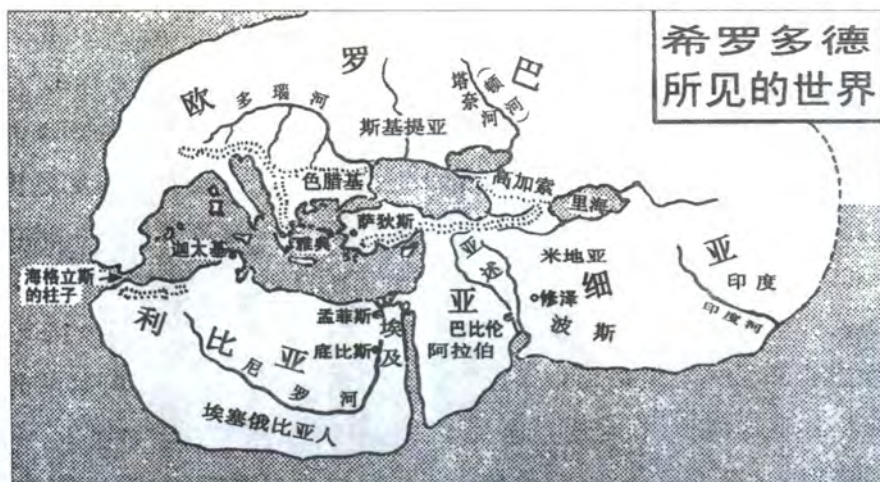 希罗多德
所见的世界
欧罗巴
多瑙河
斯基提亚
塔奈河
(顿河)
色腊基
高加索
里海
萨狄斯
雅典
迦太基
海格立斯
的柱子
亚细亚
亚述
米地亚
修泽
波斯
印度
印度河
利比亚
孟菲斯
埃及
底比斯
尼罗河
巴比伦
阿拉伯
埃塞俄比亚人